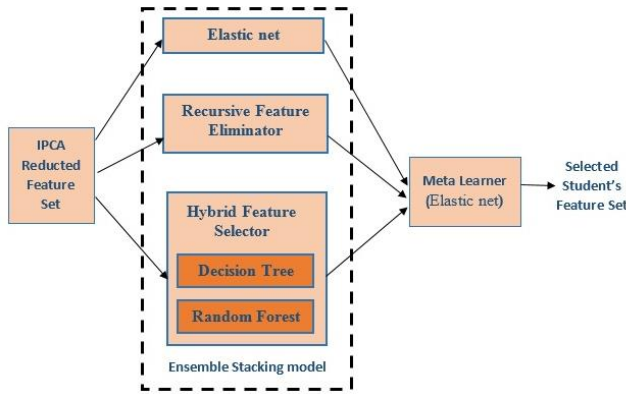 IPCA
Reducted
Feature
Set
Elastic net
Recursive Feature
Eliminator
Hybrid Feature
Selector
Decision Tree
Random Forest
Ensemble Stacking model
Meta Learner
(Elastic net)
Selected
Student's
Feature Set